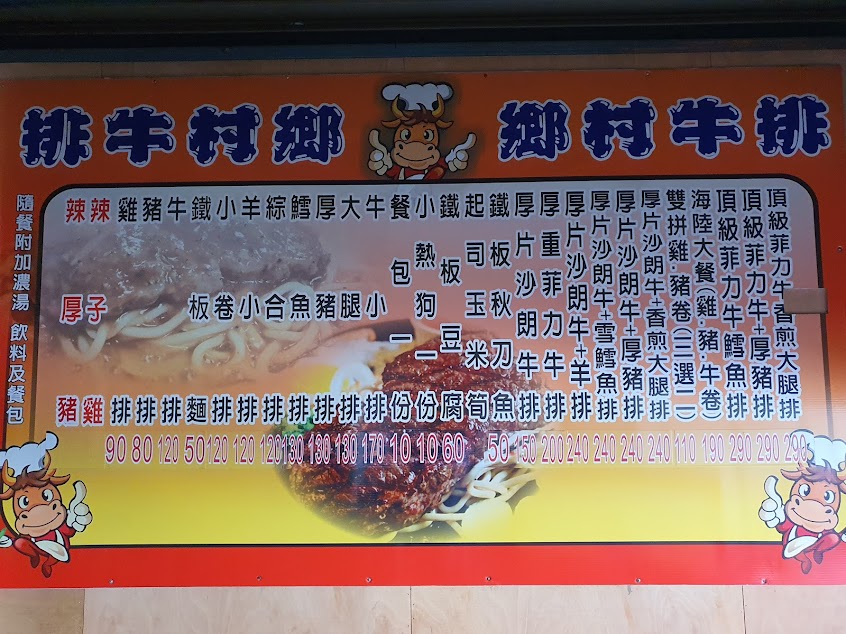 排牛村鄉
鄉村牛排
頂級菲力牛香煎大腿排 290
頂級菲力牛+厚豬排 290
頂級菲力牛鱈魚排 290
海陸大餐(雞.豬.牛卷) 190
雙拼雞.豬卷(三選二) 110
厚片沙朗牛+香煎大腿排 240
厚片沙朗牛+厚豬排 240
厚片沙朗牛+雪鱈魚排 240
厚片沙朗牛+羊排 240
厚重菲力牛排 200
厚片沙朗牛排 150
鐵板秋刀魚 50
起司玉米筍
鐵板豆腐 60
小熱狗一份 10
餐包一份 10
牛小排 170
大腿排 130
厚豬排 130
鱈魚排 130
綜合排 120
羊小排 120
小卷排 120
鐵板麵 50
牛排 120
豬排 80
雞排 90
辣子雞
辣厚豬
隨餐附加濃湯 飲料及餐包